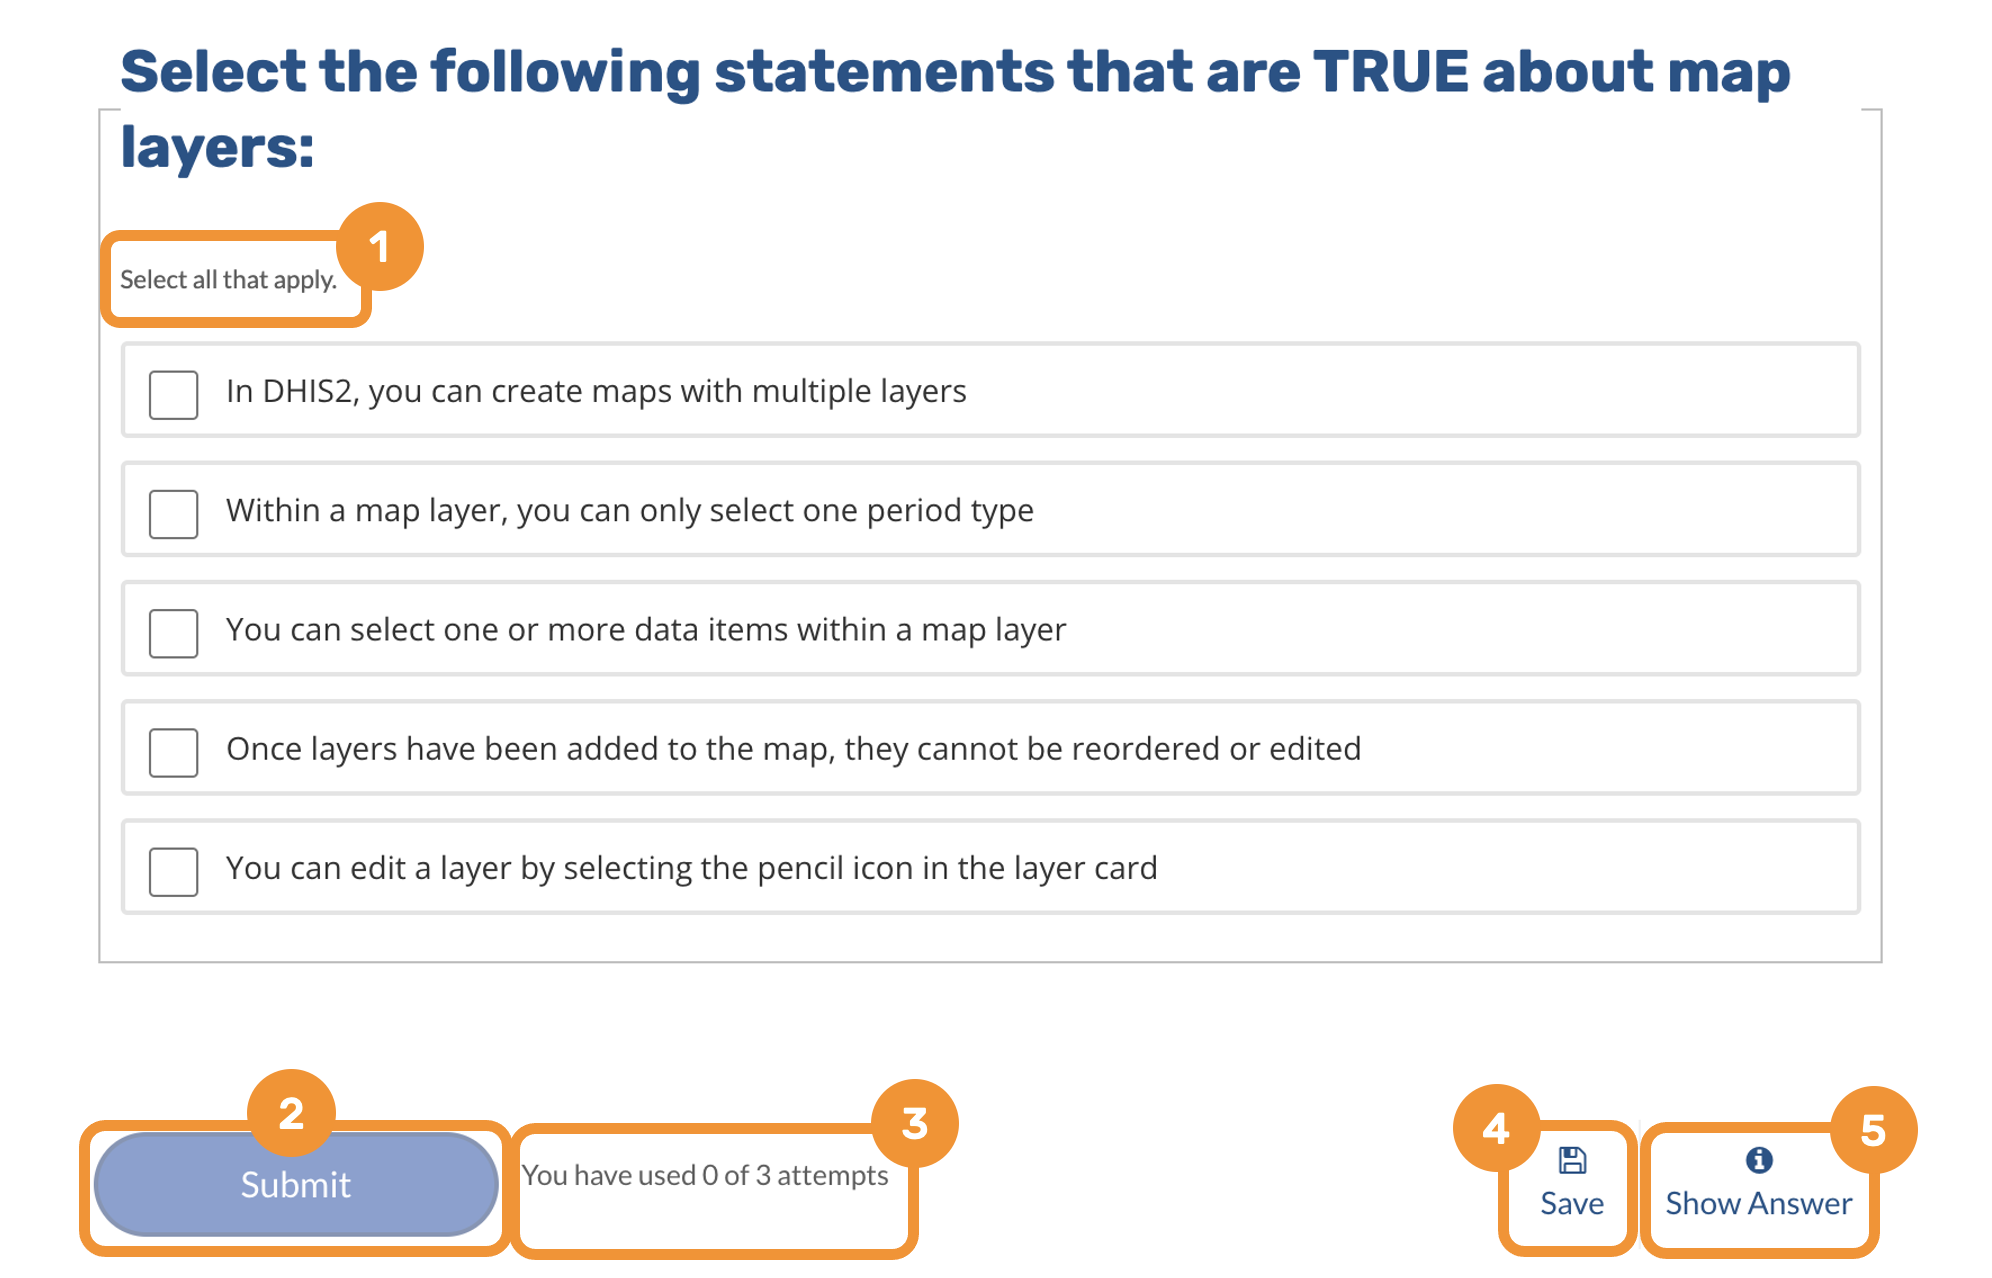 Select the following statements that are TRUE about map
layers:
1
Select all that apply.
In DHIS2, you can create maps with multiple layers
Within a map layer, you can only select one period type
You can select one or more data items within a map layer
Once layers have been added to the map, they cannot be reordered or edited
You can edit a layer by selecting the pencil icon in the layer card
2
Submit
3
You have used 0 of 3 attempts
4
Save
5
Show Answer